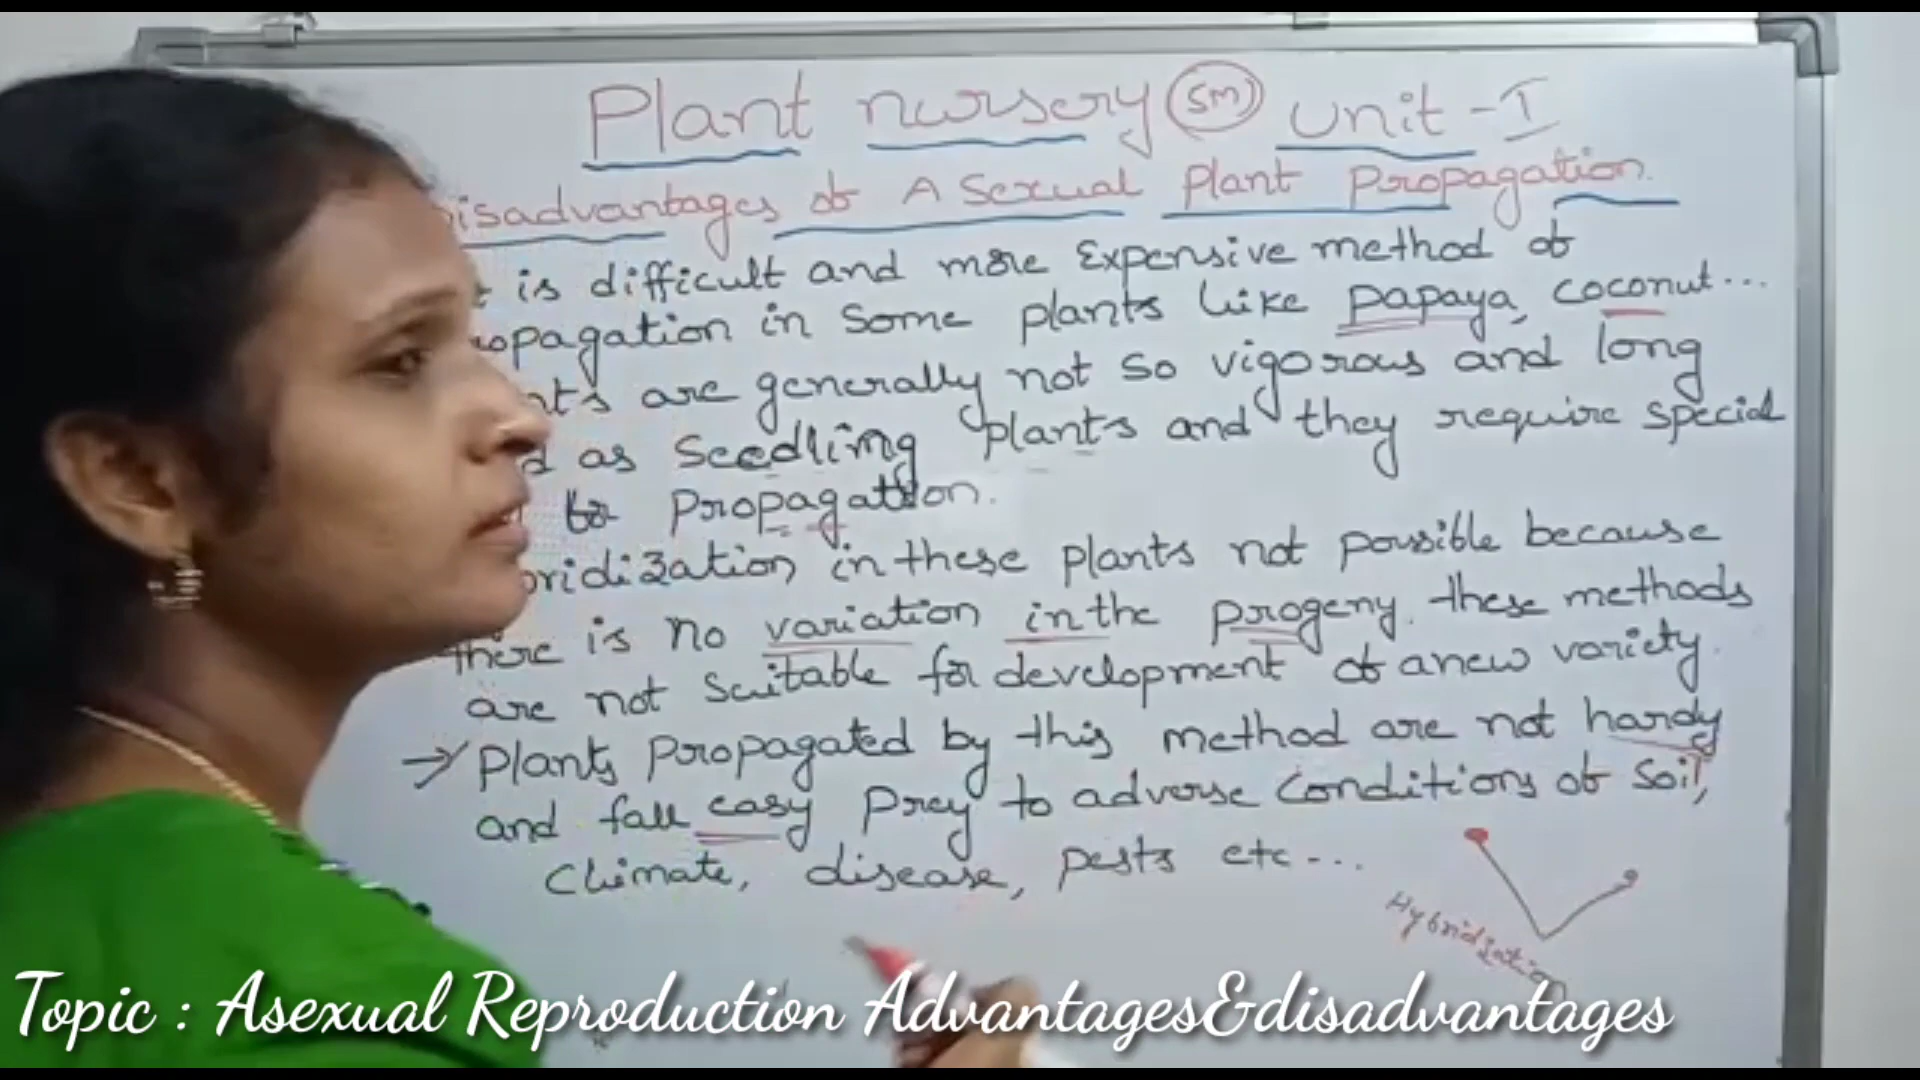 Plant nursery SM unit - I
isadvantages of A Sexual Plant Propagation.
is difficult and more Expensive method of
opagation in Some plants like papaya, coconut...
nts are generally not so vigorous and long
d as Seedlimg plants and they require special
to Propagation.
bridization in these plants not possible because
there is no variation in the progeny. these methods
are not Suitable for development of a new variety.
→ Plants Propagated by this method are not hardy
and fall easy Prey to adverse Conditions of Soil,
Climate, disease, pests etc...
Hybridization
Topic : Asexual Reproduction Advantages&disadvantages